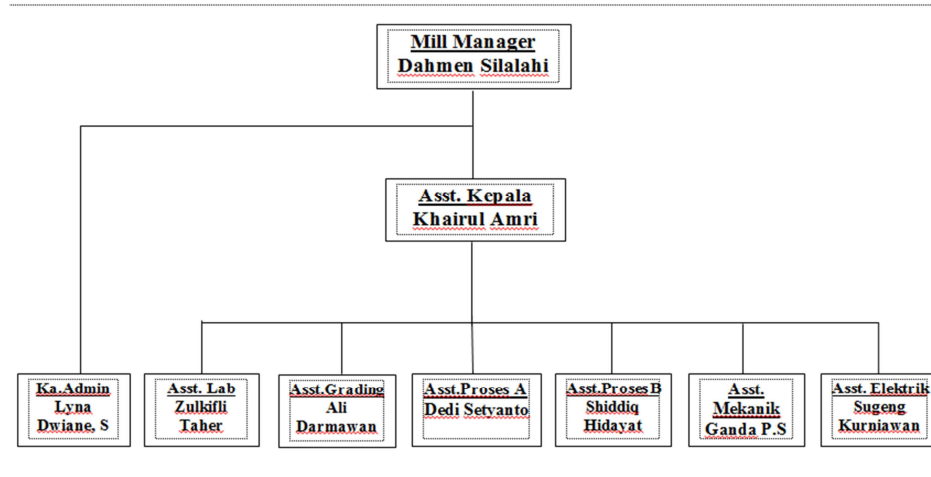 Mill Manager
Dahmen Silalahi
Asst. Kepala
Khairul Amri
Ka.Admin
Lyna
Dwiane, S
Asst. Lab
Zulkifli
Taher
Asst.Grading
Ali
Darmawan
Asst.Proses A
Dedi Setyanto
Asst.Proses B
Shiddiq
Hidayat
Asst.
Mekanik
Ganda P.S
Asst. Elektrik
Sugeng
Kurniawan